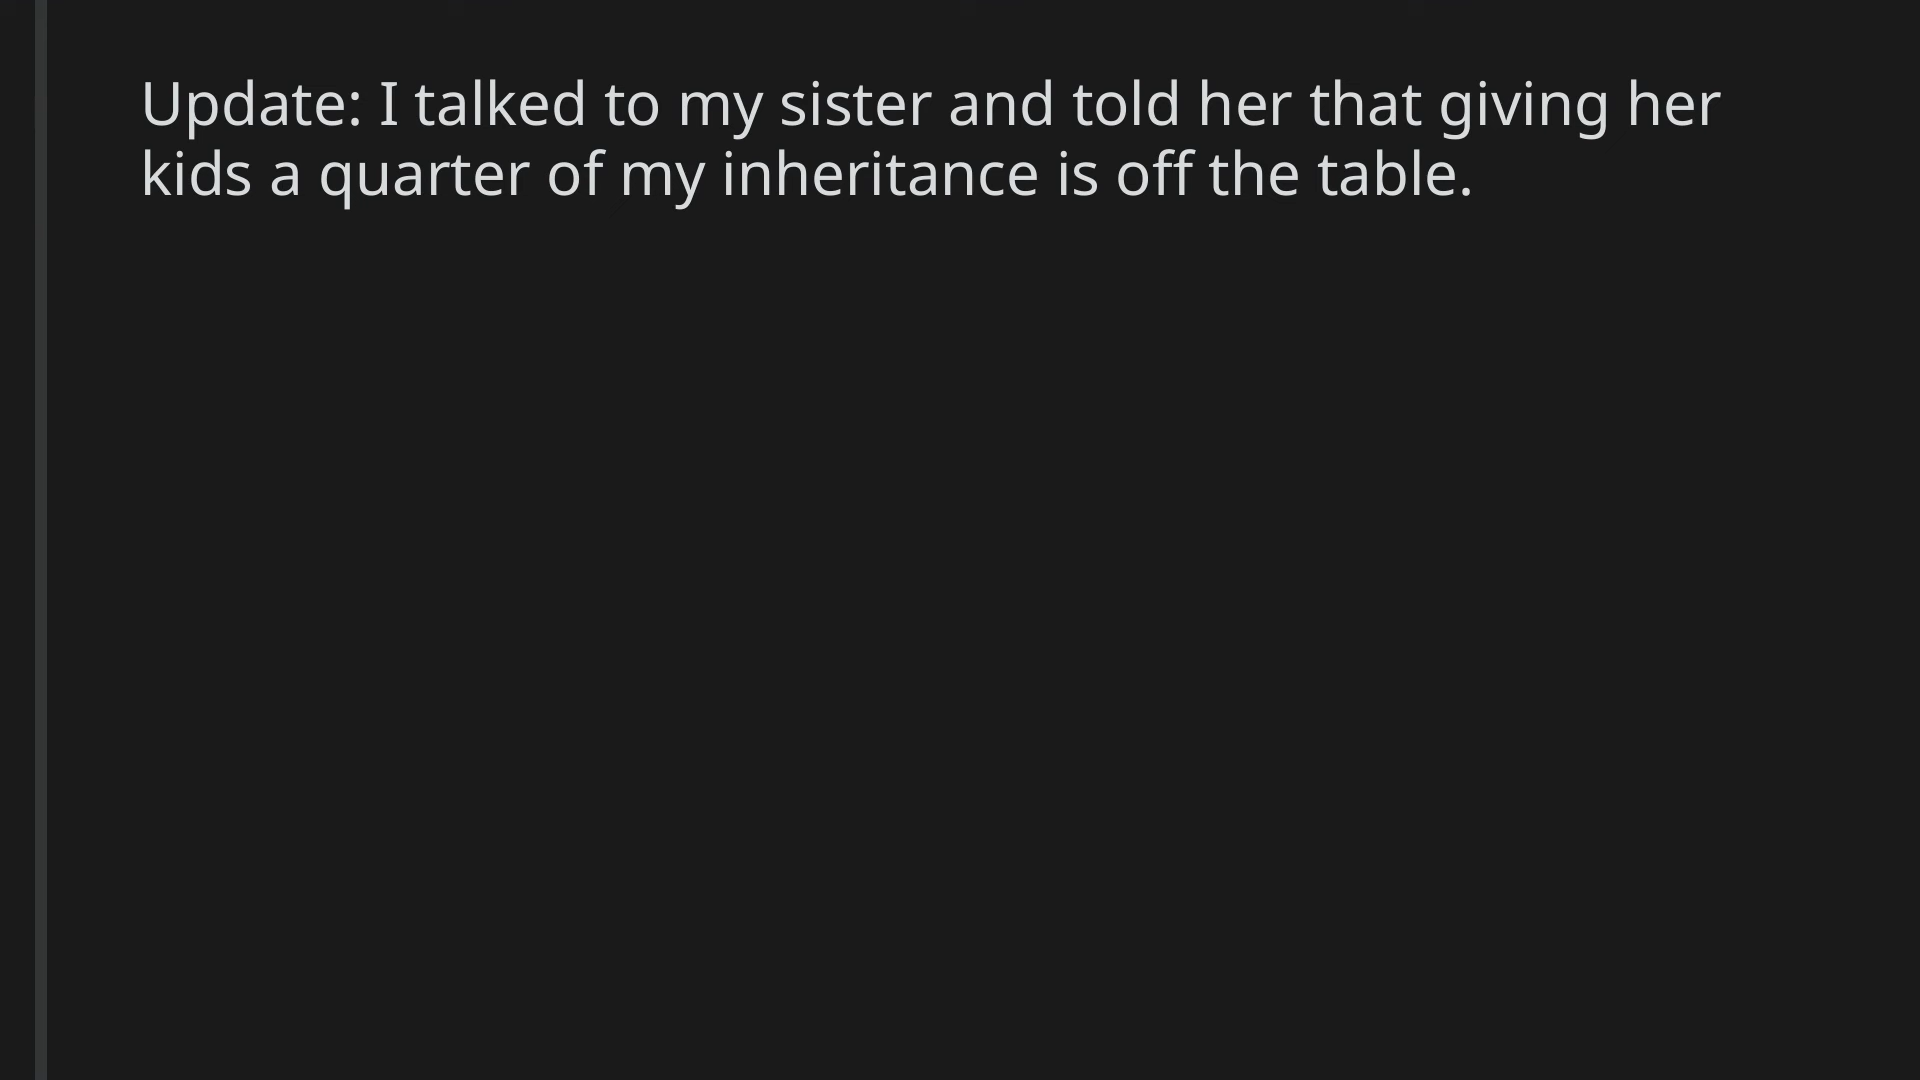 Update: I talked to my sister and told her that giving her
kids a quarter of my inheritance is off the table.